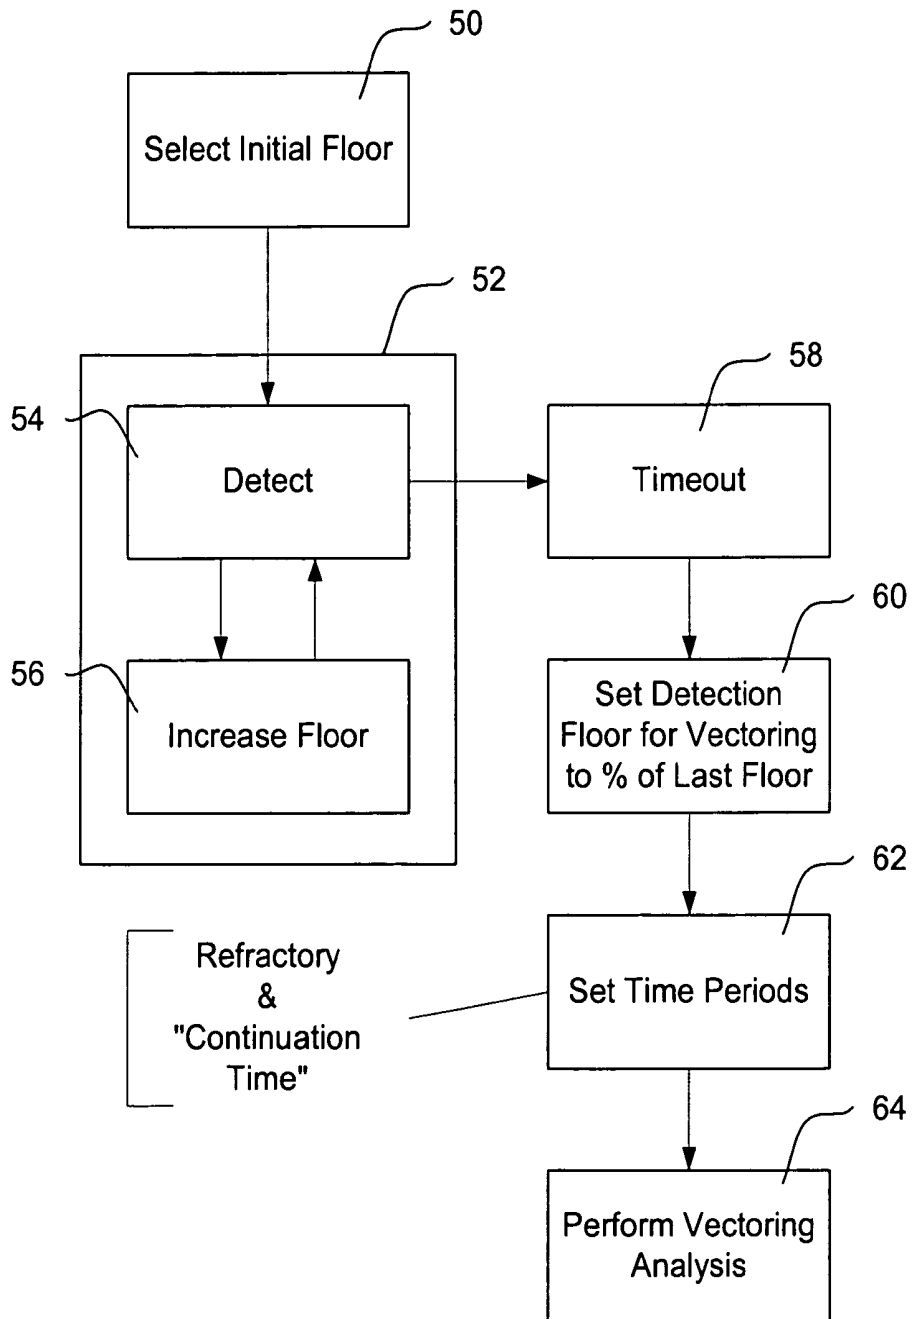 50
Select Initial Floor
52
54
Detect
58
Timeout
56
Increase Floor
60
Set Detection
Floor for Vectoring
to % of Last Floor
62
Set Time Periods
Refractory
&
"Continuation
Time"
64
Perform Vectoring
Analysis